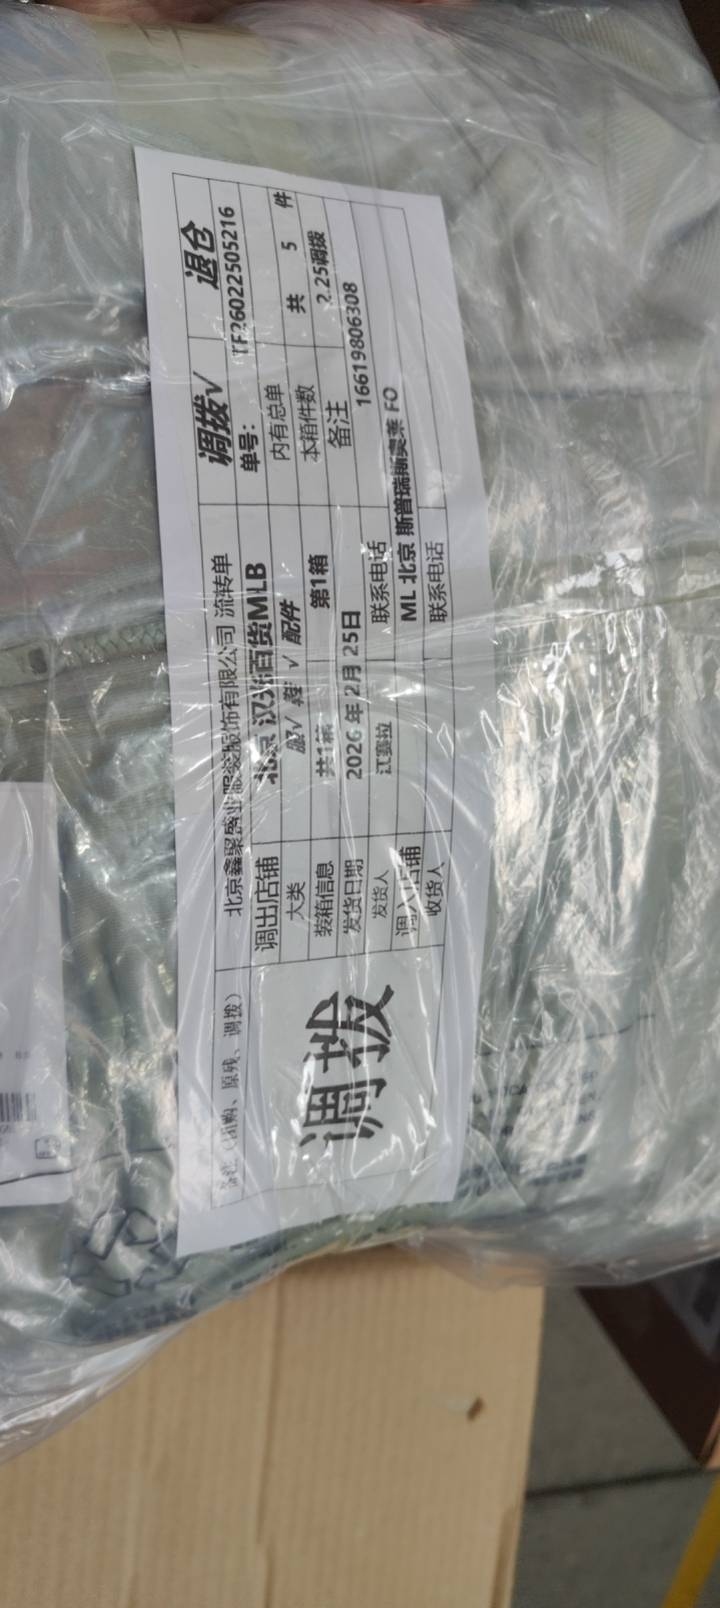 北京鑫聚盛业服装服饰有限公司 流转单 调拨√ 退仓
备注（团购、原残、调拨）
调拨
调出店铺 北京 汉光百货MLB 单号： TF26022505216
大类 服√ 鞋 √ 配件 内有总单
装箱信息 共1箱 第1箱 本箱件数 共 5 件
发货日期 2026 年 2月 25日 备注 2.25调拨
发货人 江赛拉 联系电话 16619806308
调入店铺 ML 北京 斯普瑞斯奥莱 FO
收货人 联系电话